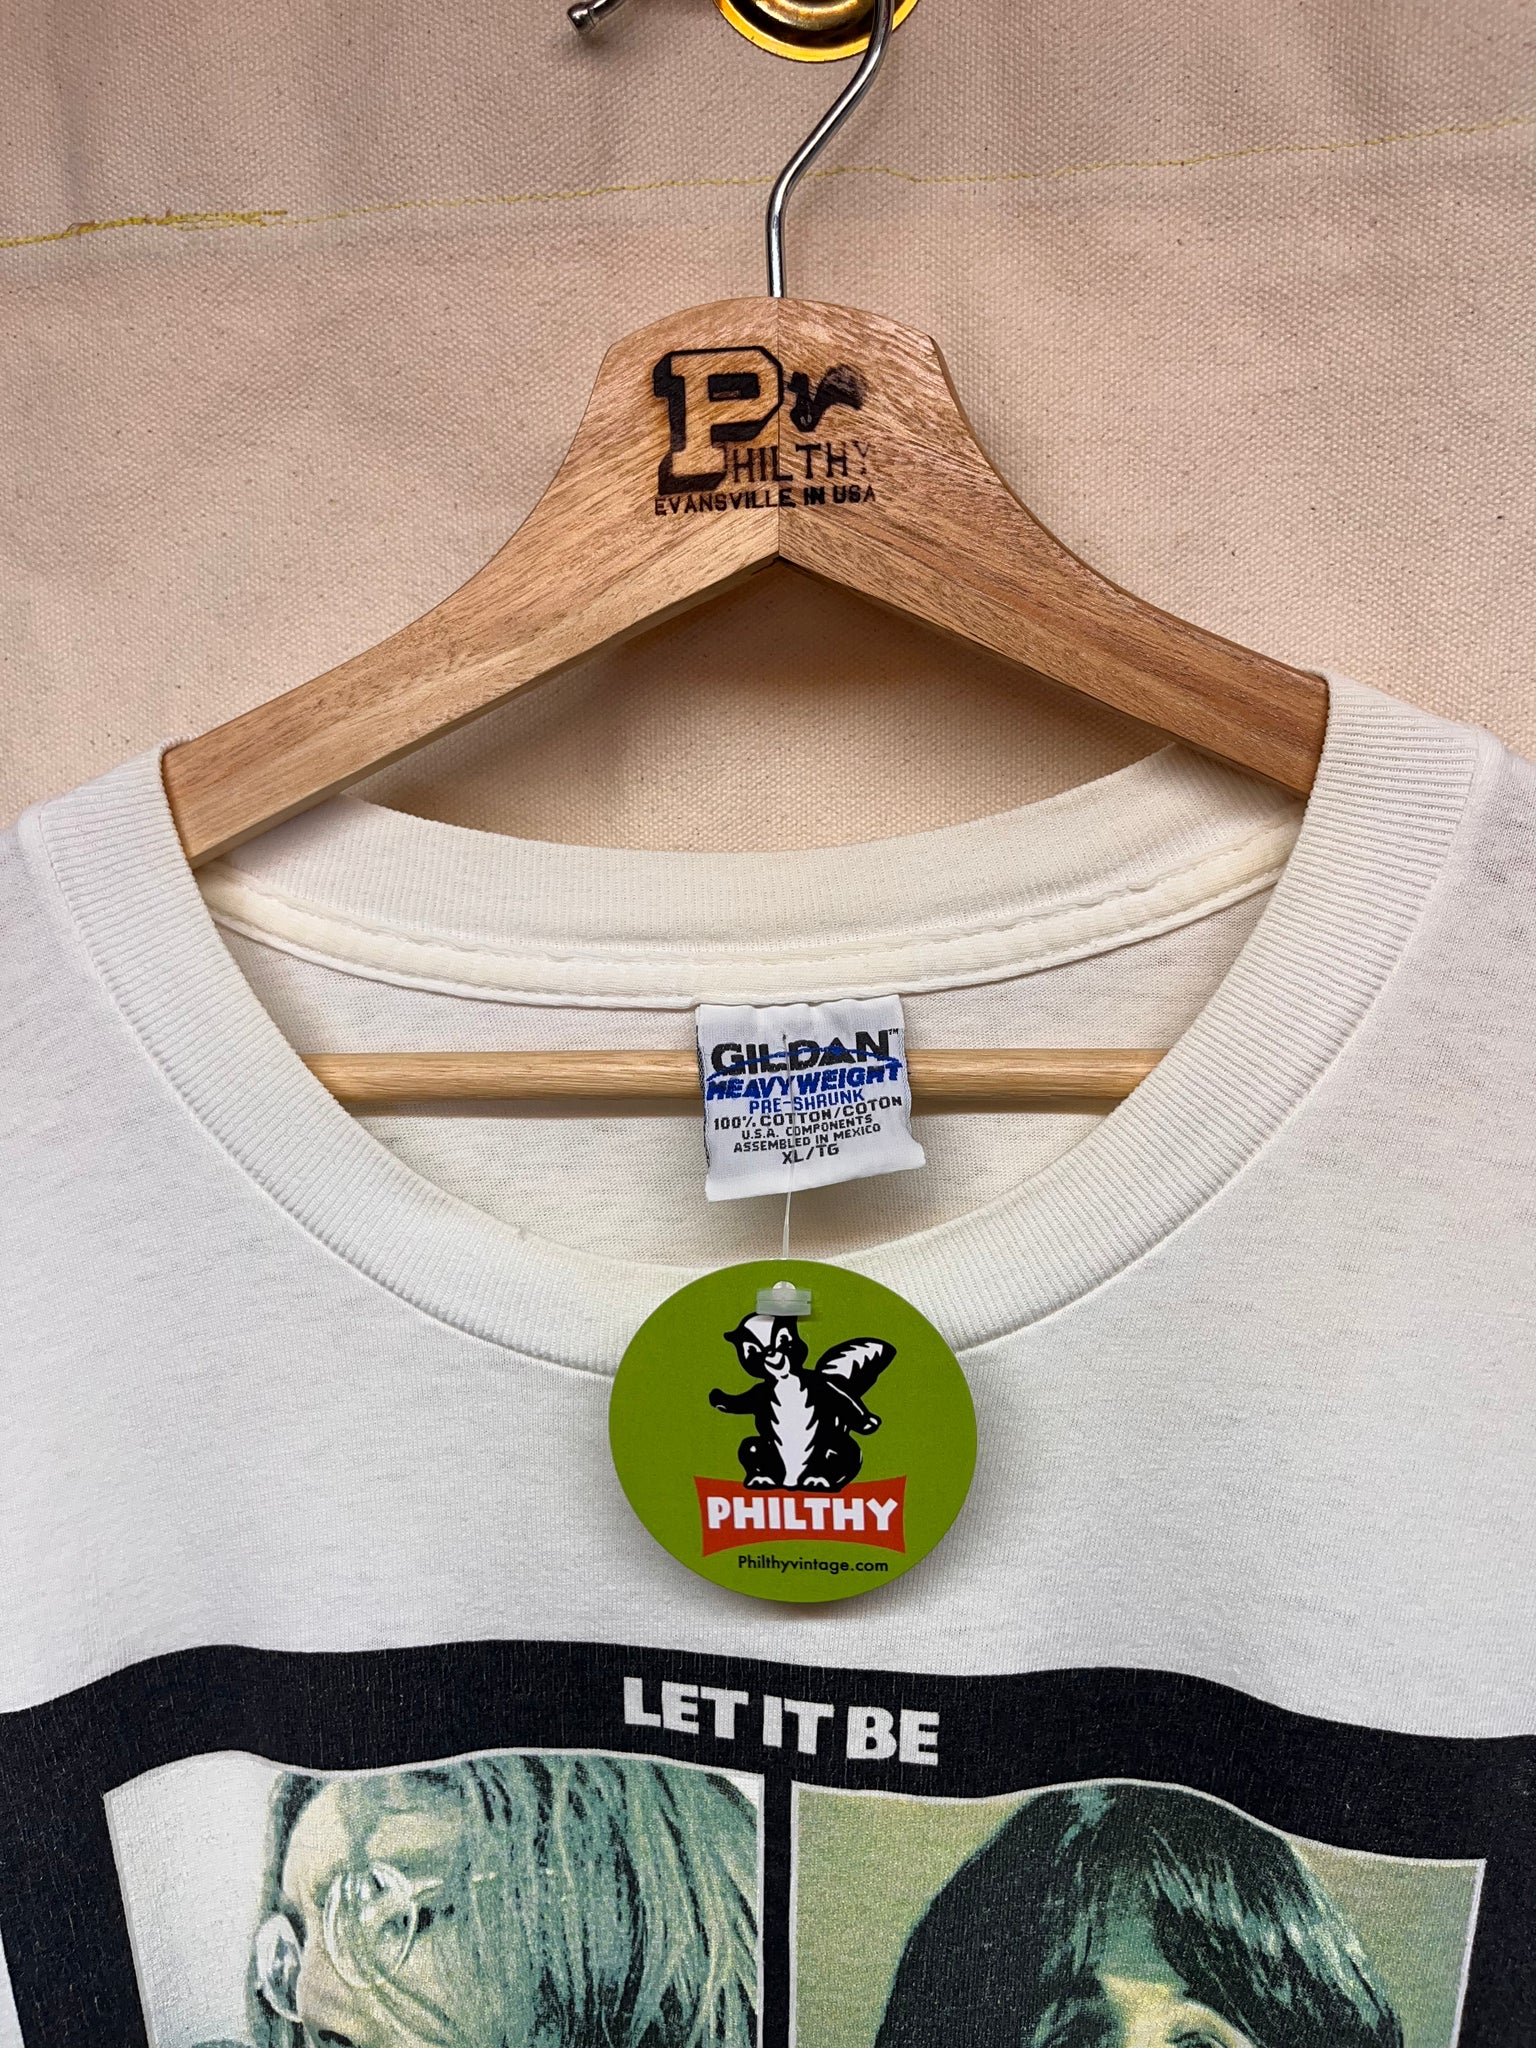 P
PHILTHY
EVANSVILLE, IN USA
GILDAN™
HEAVYWEIGHT
PRE-SHRUNK
100% COTTON/COTON
U.S.A. COMPONENTS
ASSEMBLED IN MEXICO
XL/TG
PHILTHY
Philthyvintage.com
LET IT BE